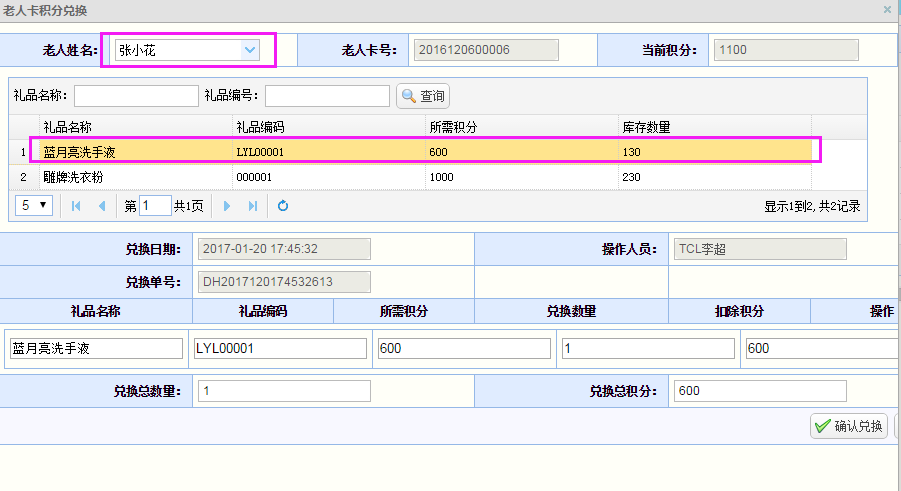 老人卡积分兑换 ×
老人姓名: 张小花 老人卡号: 2016120600006 当前积分: 1100
礼品名称: 礼品编号: 查询
礼品名称 礼品编码 所需积分 库存数量
1 蓝月亮洗手液 LYL00001 600 130
2 雕牌洗衣粉 000001 1000 230
5 第 1 共1页 显示1到2, 共2记录
兑换日期: 2017-01-20 17:45:32 操作人员: TCL李超
兑换单号: DH2017120174532613
礼品名称 礼品编码 所需积分 兑换数量 扣除积分 操作
蓝月亮洗手液 LYL00001 600 1 600
兑换总数量: 1 兑换总积分: 600
确认兑换